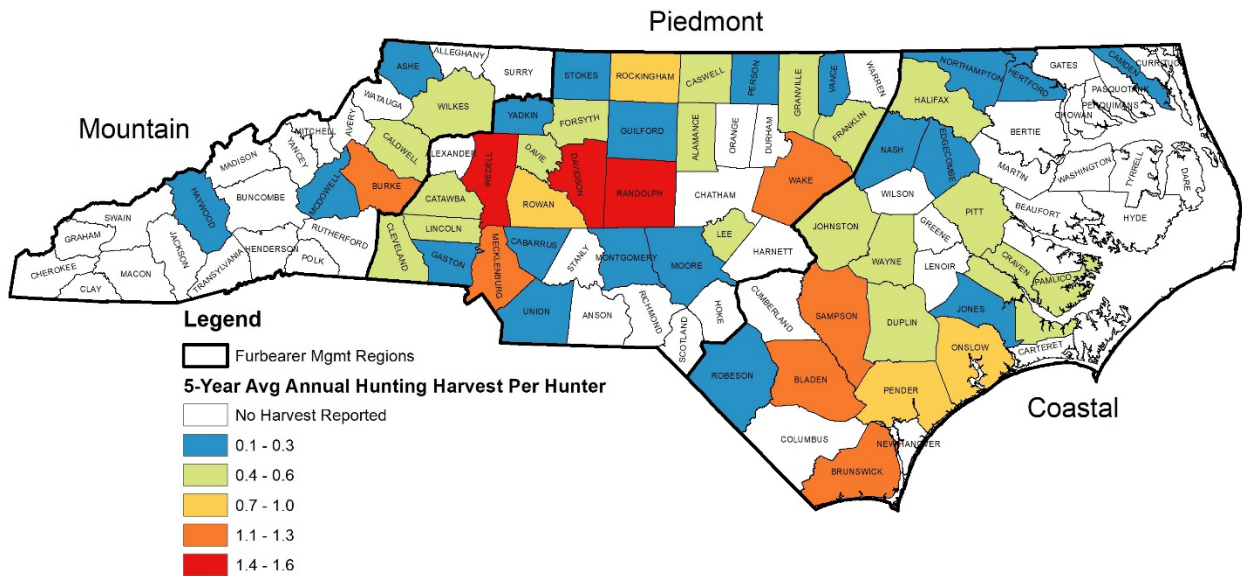 Piedmont
Mountain
Coastal
ALLEGHANY
ASHE
SURRY
STOKES
ROCKINGHAM
CASWELL
PERSON
GRANVILLE
VANCE
WARREN
NORTHAMPTON
HERTFORD
GATES
CAMDEN
CURRITUC
PASQUOTANK
PERQUIMANS
CHOWAN
WATAUGA
WILKES
YADKIN
FORSYTH
GUILFORD
ALAMANCE
ORANGE
DURHAM
FRANKLIN
HALIFAX
BERTIE
MITCHELL
AVERY
YANCEY
MADISON
CALDWELL
LEXANDER
IREDELL
DAVIE
DAVIDSON
RANDOLPH
CHATHAM
WAKE
NASH
EDGECOMBE
MARTIN
WASHINGTON
TYRRELL
DARE
HAYWOOD
BUNCOMBE
MCDOWELL
BURKE
CATAWBA
ROWAN
WILSON
PITT
BEAUFORT
HYDE
SWAIN
GRAHAM
JACKSON
HENDERSON
RUTHERFORD
POLK
TRANSYLVANIA
CLEVELAND
LINCOLN
GASTON
MECKLENBURG
CABARRUS
STANLY
MONTGOMERY
MOORE
LEE
HARNETT
JOHNSTON
WAYNE
GREENE
LENOIR
CRAVEN
PAMLICO
CHEROKEE
CLAY
MACON
UNION
ANSON
RICHMOND
SCOTLAND
HOKE
CUMBERLAND
SAMPSON
DUPLIN
JONES
ONSLOW
CARTERET
ROBESON
BLADEN
PENDER
COLUMBUS
NEW HANOVER
BRUNSWICK
Legend
Furbearer Mgmt Regions
5-Year Avg Annual Hunting Harvest Per Hunter
No Harvest Reported
0.1 - 0.3
0.4 - 0.6
0.7 - 1.0
1.1 - 1.3
1.4 - 1.6